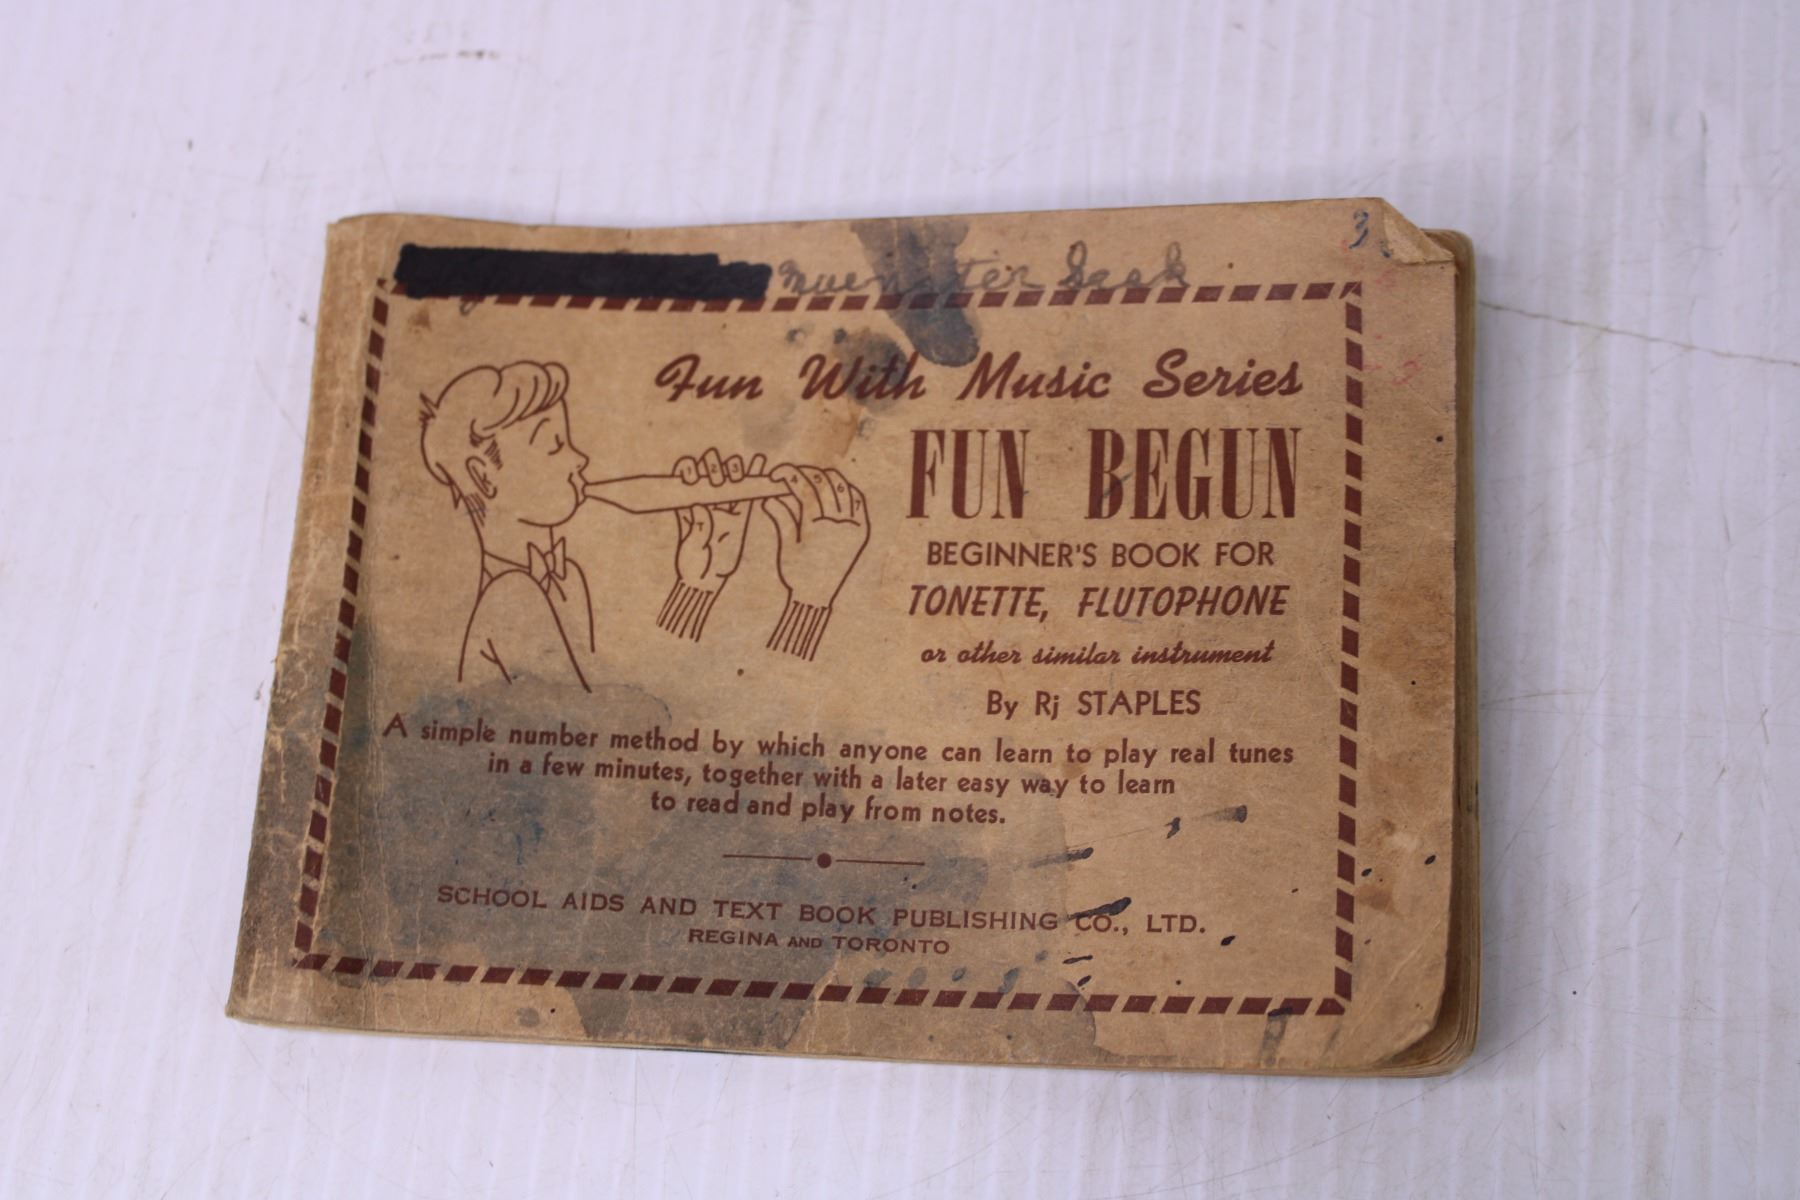 Muenster Sask
3
Fun With Music Series
FUN BEGUN
BEGINNER'S BOOK FOR
TONETTE, FLUTOPHONE
or other similar instrument
By Rj STAPLES
A simple number method by which anyone can learn to play real tunes
in a few minutes, together with a later easy way to learn
to read and play from notes.
SCHOOL AIDS AND TEXT BOOK PUBLISHING CO., LTD.
REGINA AND TORONTO